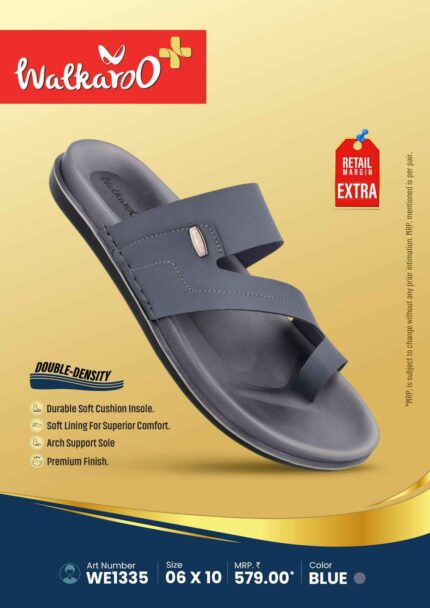 Walkaroo+
RETAIL
MARGIN
EXTRA
Walkaroo
*MRP. is subject to change without any prior intimation. MRP. mentioned is per pair.
DOUBLE-DENSITY
Durable Soft Cushion Insole.
Soft Lining For Superior Comfort.
Arch Support Sole
Premium Finish.
Art Number
WE1335
Size
06 X 10
MRP. ₹
579.00*
Color
BLUE